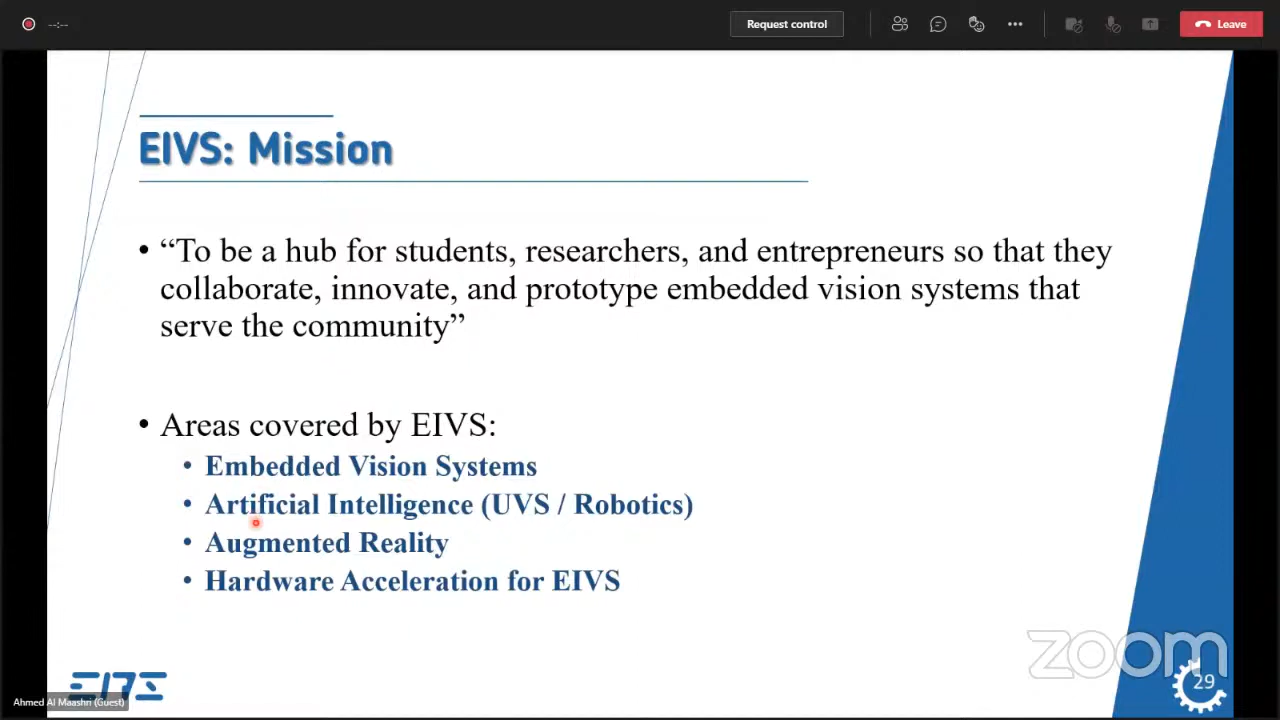 --:--
Request control
Leave
EIVS: Mission
• “To be a hub for students, researchers, and entrepreneurs so that they
collaborate, innovate, and prototype embedded vision systems that
serve the community”
• Areas covered by EIVS:
• Embedded Vision Systems
• Artificial Intelligence (UVS / Robotics)
• Augmented Reality
• Hardware Acceleration for EIVS
zoom
29
EIVS
Ahmed Al Maashri (Guest)